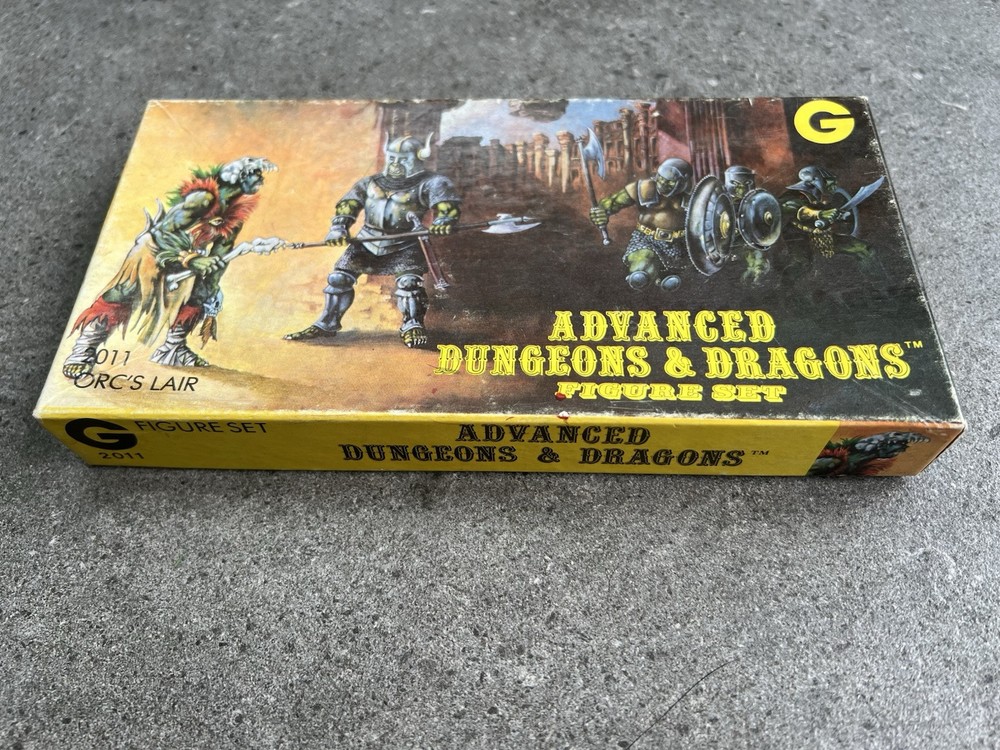 G
2011
ORC'S LAIR
ADVANCED
DUNGEONS & DRAGONS™
FIGURE SET
G FIGURE SET
2011
ADVANCED
DUNGEONS & DRAGONS™